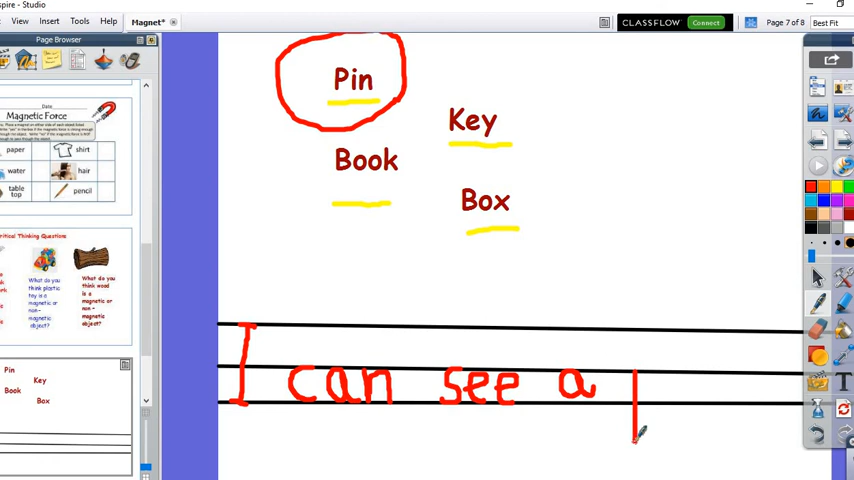 spire - Studio
View Insert Tools Help Magnet* CLASSFLOW Connect Page 7 of 8 Best Fit
Page Browser
Date:
Magnetic Force
paper shirt
water hair
table top pencil
Critical Thinking Questions
What do you think plastic toy is a magnetic or non - magnetic object?
What do you think wood is a magnetic or non - magnetic object?
Pin
Key
Book
Box
Pin
Key
Book
Box
I can see a